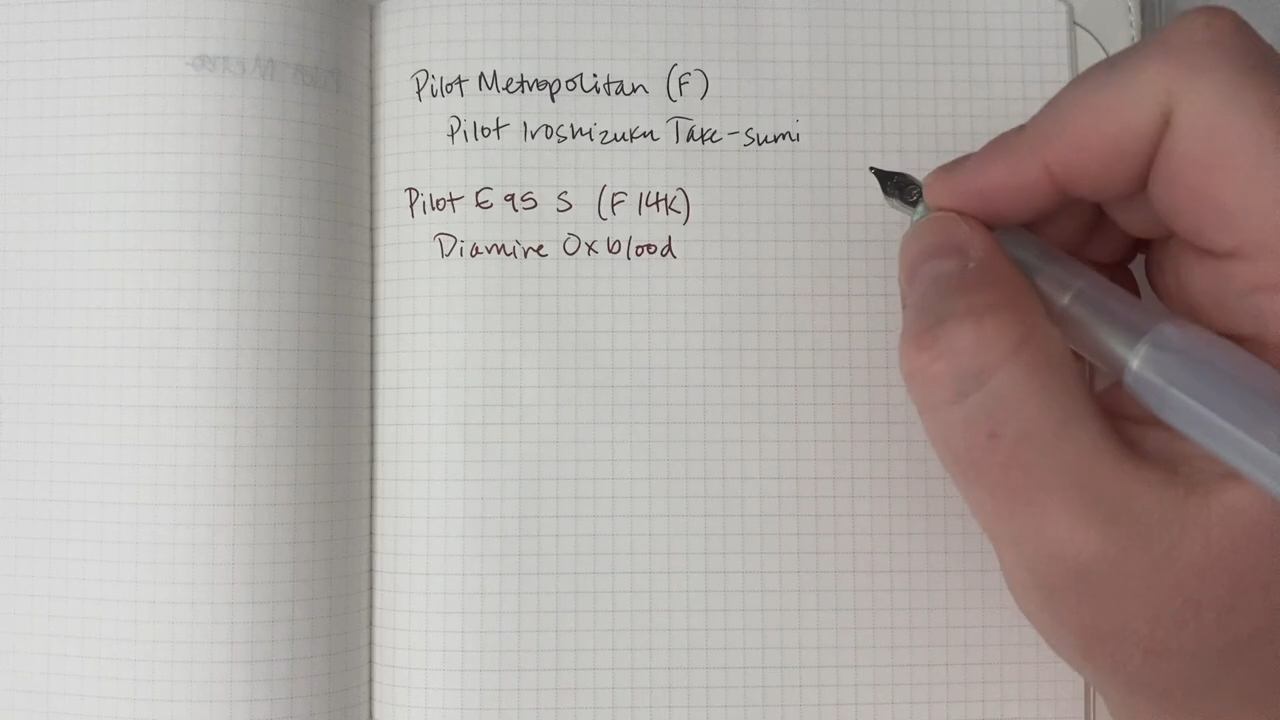 Pilot Metropolitan (F)
Pilot Iroshizuku Take-sumi
Pilot E95 S (F 14K)
Diamine Oxblood